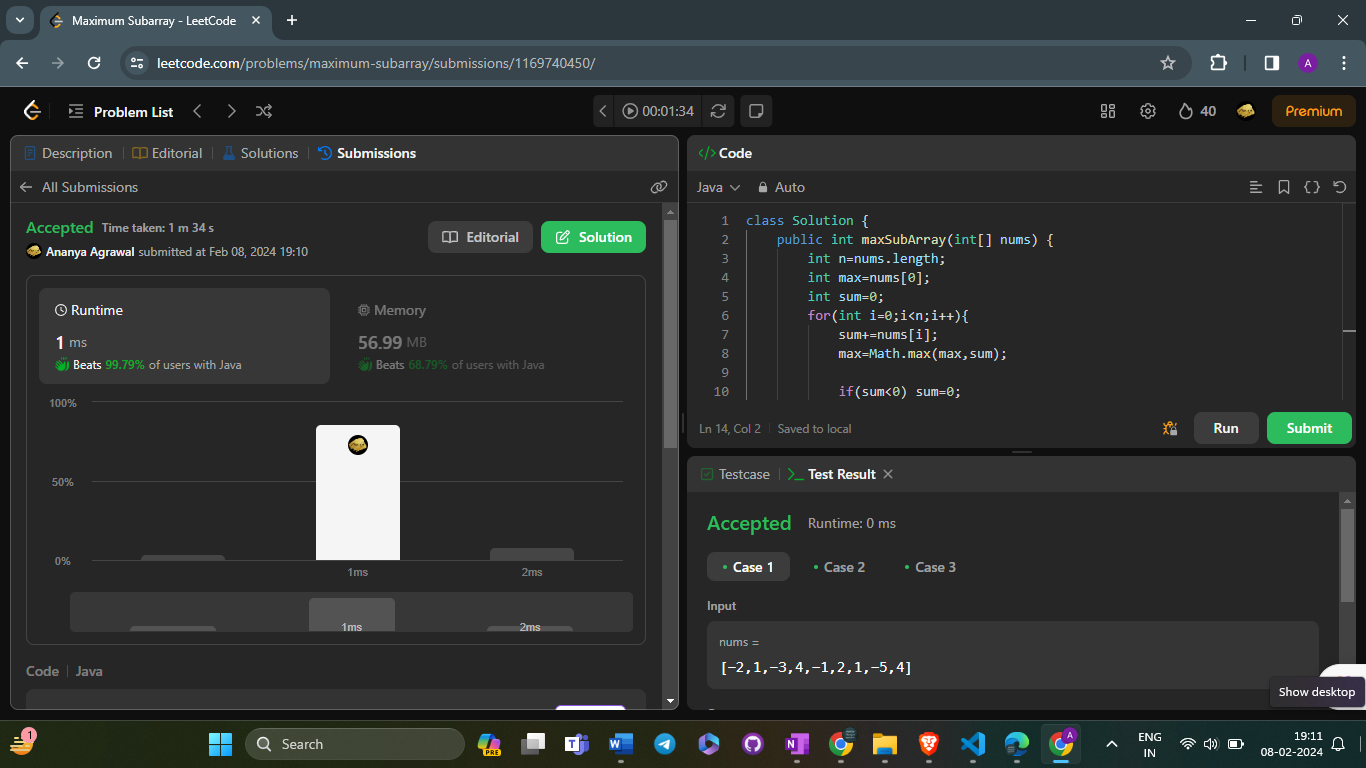 Maximum Subarray - LeetCode
leetcode.com/problems/maximum-subarray/submissions/1169740450/
A
Problem List
00:01:34
40
Premium
Description
Editorial
Solutions
Submissions
All Submissions
Accepted Time taken: 1 m 34 s
Ananya Agrawal submitted at Feb 08, 2024 19:10
Editorial
Solution
Runtime
1 ms
Beats 99.79% of users with Java
Memory
56.99 MB
Beats 68.79% of users with Java
100%
50%
0%
1ms
2ms
1ms
2ms
Code
Java
</> Code
Java
Auto
1 class Solution {
2 public int maxSubArray(int[] nums) {
3 int n=nums.length;
4 int max=nums[0];
5 int sum=0;
6 for(int i=0;i<n;i++){
7 sum+=nums[i];
8 max=Math.max(max,sum);
9
10 if(sum<0) sum=0;
Ln 14, Col 2
Saved to local
Run
Submit
Testcase
Test Result
Accepted Runtime: 0 ms
Case 1
Case 2
Case 3
Input
nums =
[-2,1,-3,4,-1,2,1,-5,4]
Show desktop
1
Search
PRE
ENG
IN
19:11
08-02-2024